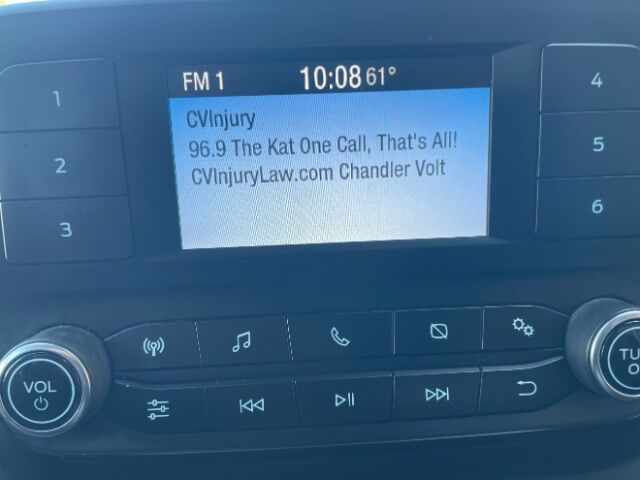 FM 1 10:08 61°
CVInjury
96.9 The Kat One Call, That's All!
CVInjuryLaw.com Chandler Volt
1
2
3
4
5
6
VOL
TU
O